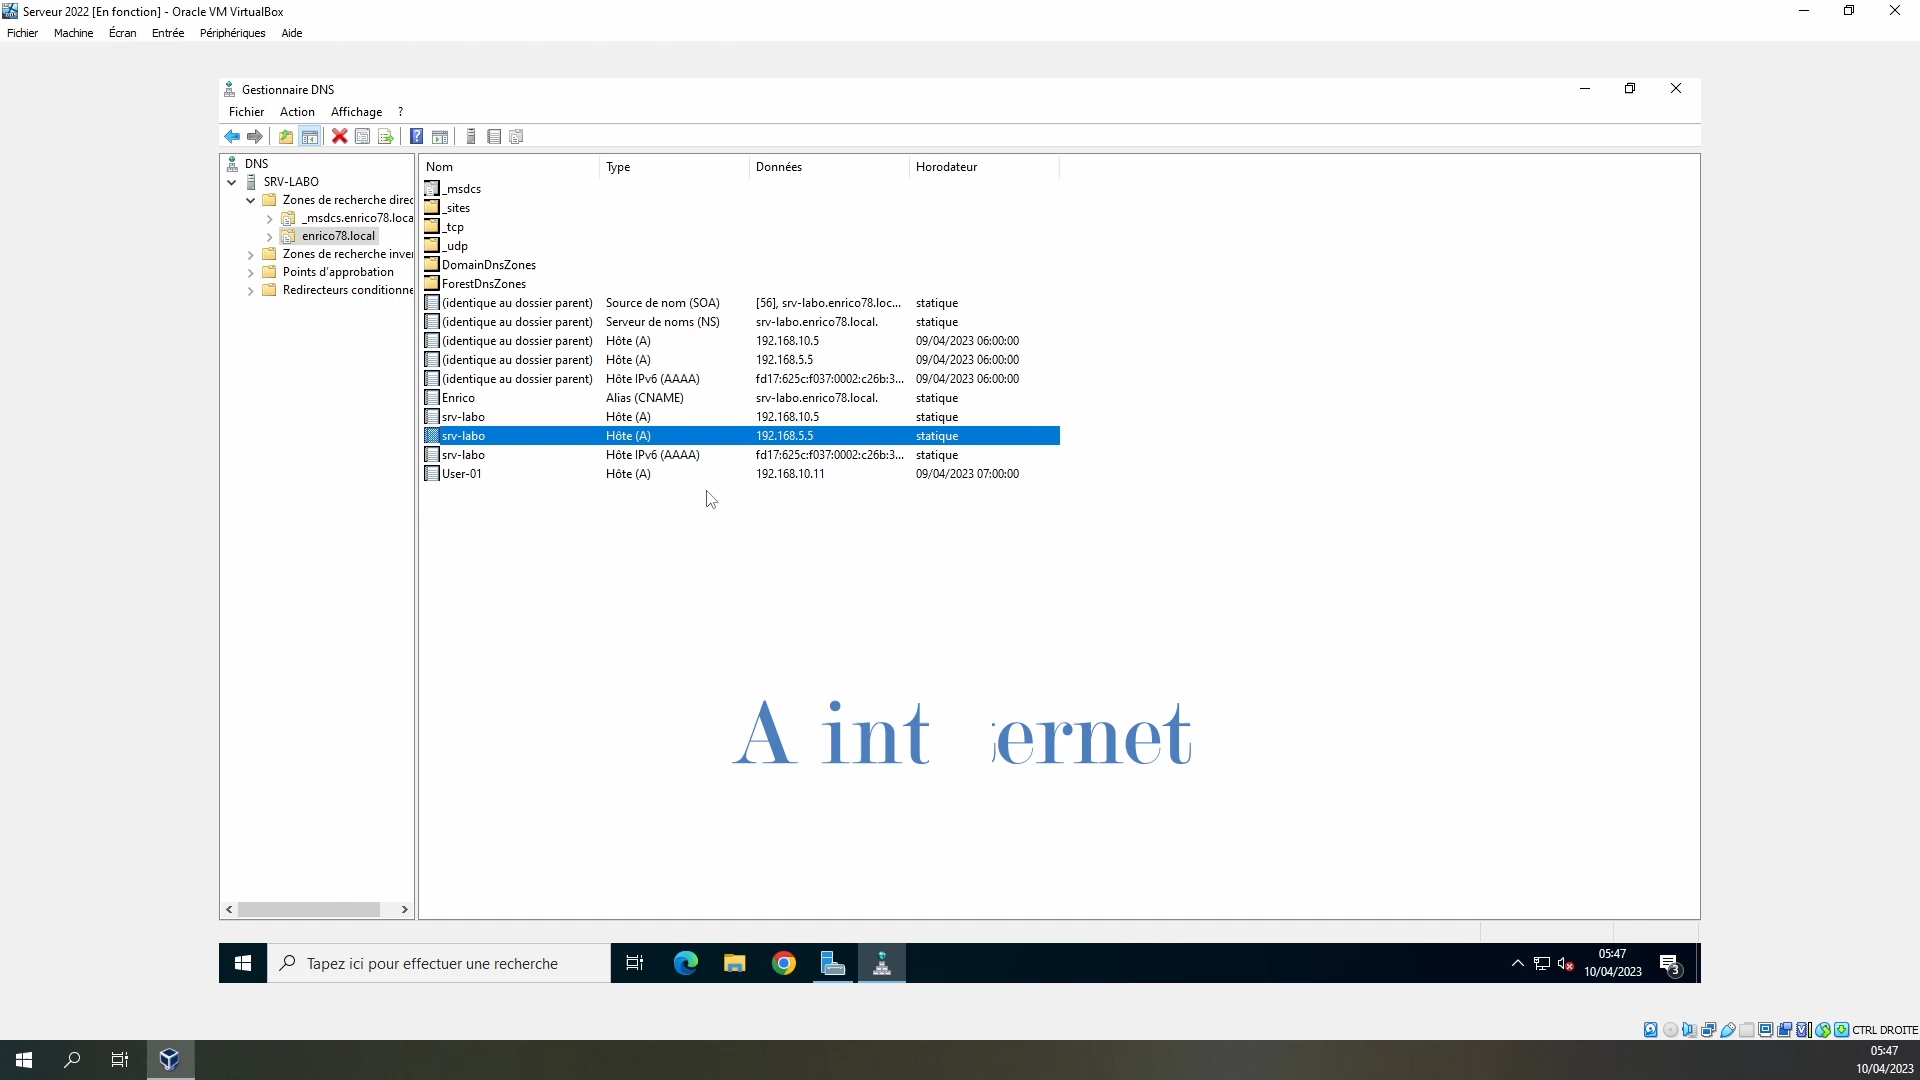 Serveur 2022 [En fonction] - Oracle VM VirtualBox
Fichier Machine Écran Entrée Périphériques Aide
Gestionnaire DNS
Fichier Action Affichage ?
DNS
SRV-LABO
Zones de recherche direc
_msdcs.enrico78.loca
enrico78.local
Zones de recherche inver
Points d'approbation
Redirecteurs conditionne
Nom Type Données Horodateur
_msdcs
_sites
_tcp
_udp
DomainDnsZones
ForestDnsZones
(identique au dossier parent) Source de nom (SOA) [56], srv-labo.enrico78.loc... statique
(identique au dossier parent) Serveur de noms (NS) srv-labo.enrico78.local. statique
(identique au dossier parent) Hôte (A) 192.168.10.5 09/04/2023 06:00:00
(identique au dossier parent) Hôte (A) 192.168.5.5 09/04/2023 06:00:00
(identique au dossier parent) Hôte IPv6 (AAAA) fd17:625c:f037:0002:c26b:3... 09/04/2023 06:00:00
Enrico Alias (CNAME) srv-labo.enrico78.local. statique
srv-labo Hôte (A) 192.168.10.5 statique
srv-labo Hôte (A) 192.168.5.5 statique
srv-labo Hôte IPv6 (AAAA) fd17:625c:f037:0002:c26b:3... statique
User-01 Hôte (A) 192.168.10.11 09/04/2023 07:00:00
A int ernet
Tapez ici pour effectuer une recherche
05:47
10/04/2023
3
CTRL DROITE
05:47
10/04/2023